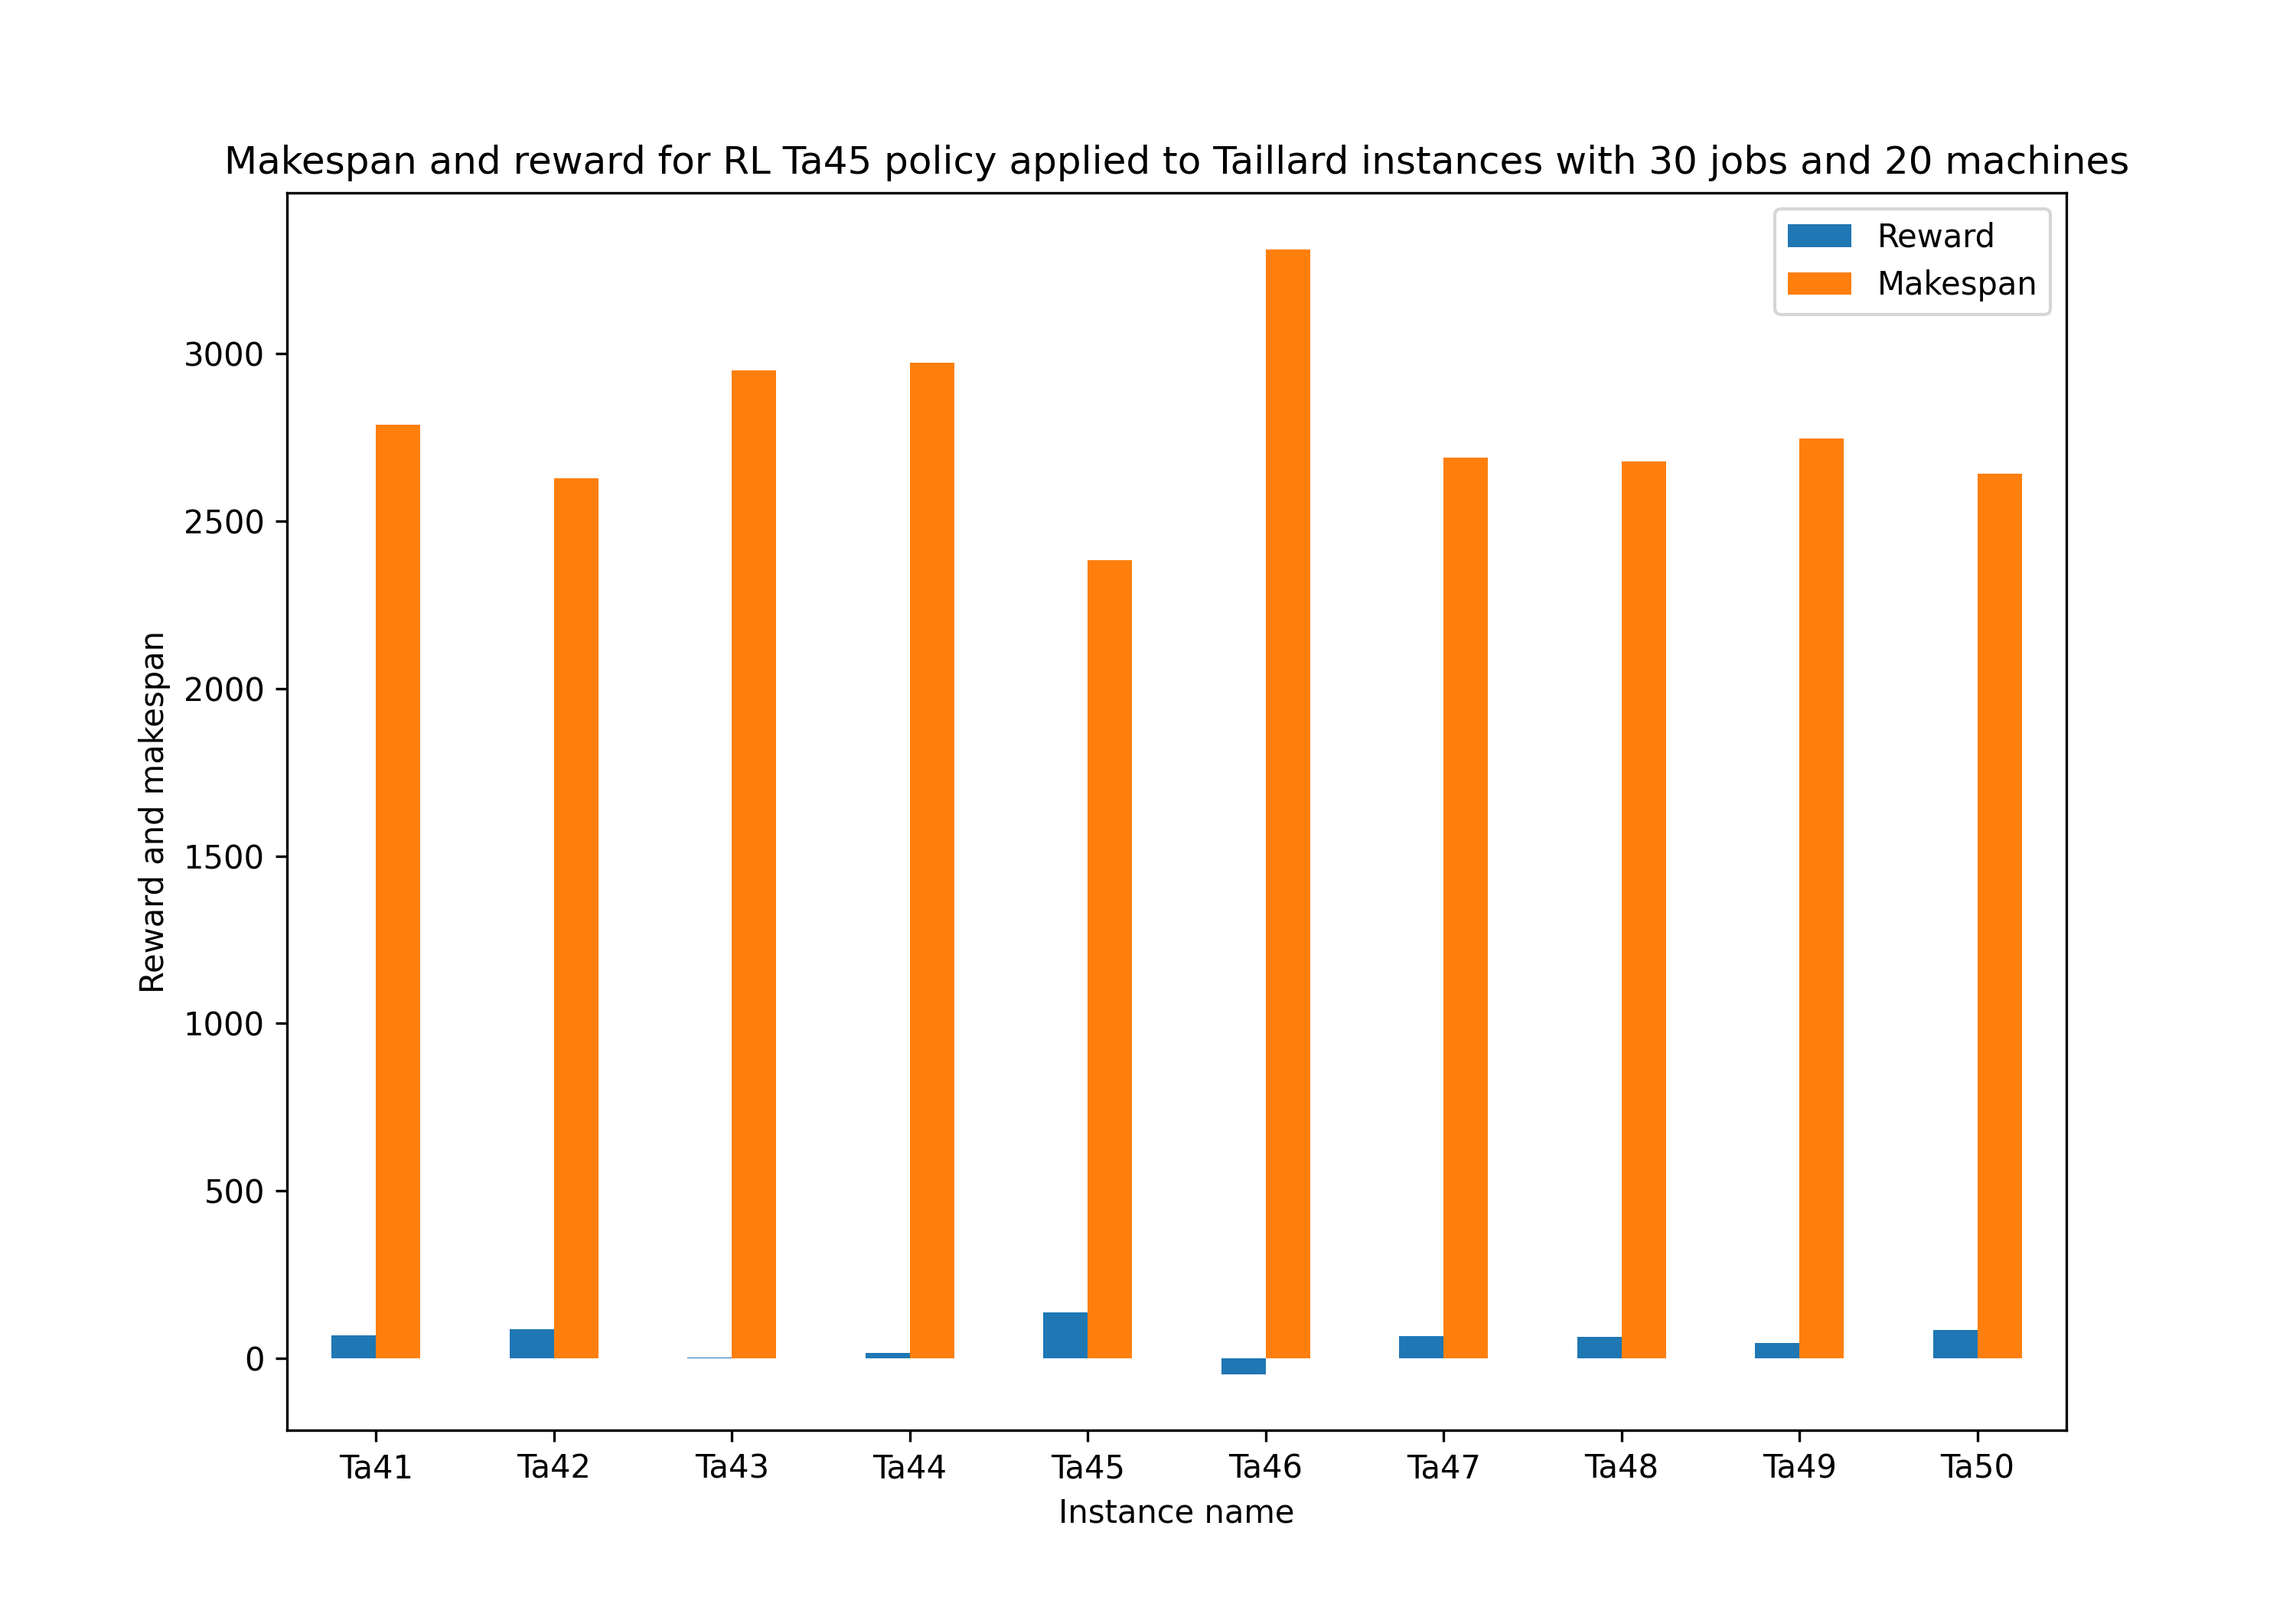 Makespan and reward for RL Ta45 policy applied to Taillard instances with 30 jobs and 20 machines
Reward
Makespan
Reward and makespan
3000
2500
2000
1500
1000
500
0
Ta41 Ta42 Ta43 Ta44 Ta45 Ta46 Ta47 Ta48 Ta49 Ta50
Instance name